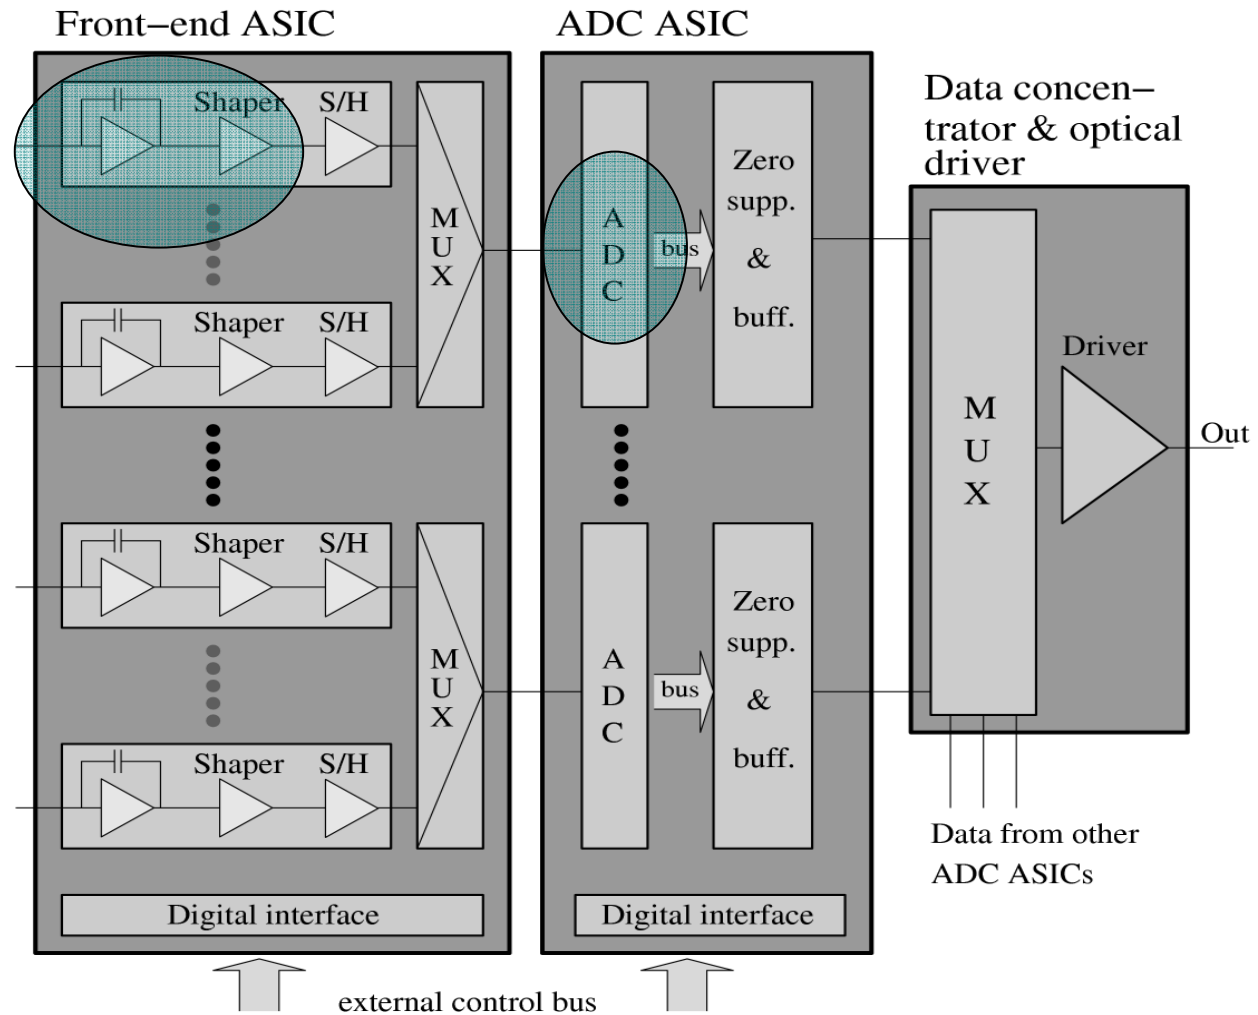 Front-end ASIC
ADC ASIC
Data concen-
trator & optical
driver
Shaper S/H
Shaper S/H
M
U
X
Shaper S/H
Shaper S/H
M
U
X
Digital interface
A
D
C
bus
Zero
supp.
&
buff.
A
D
C
bus
Zero
supp.
&
buff.
Digital interface
M
U
X
Driver
Out
Data from other
ADC ASICs
external control bus